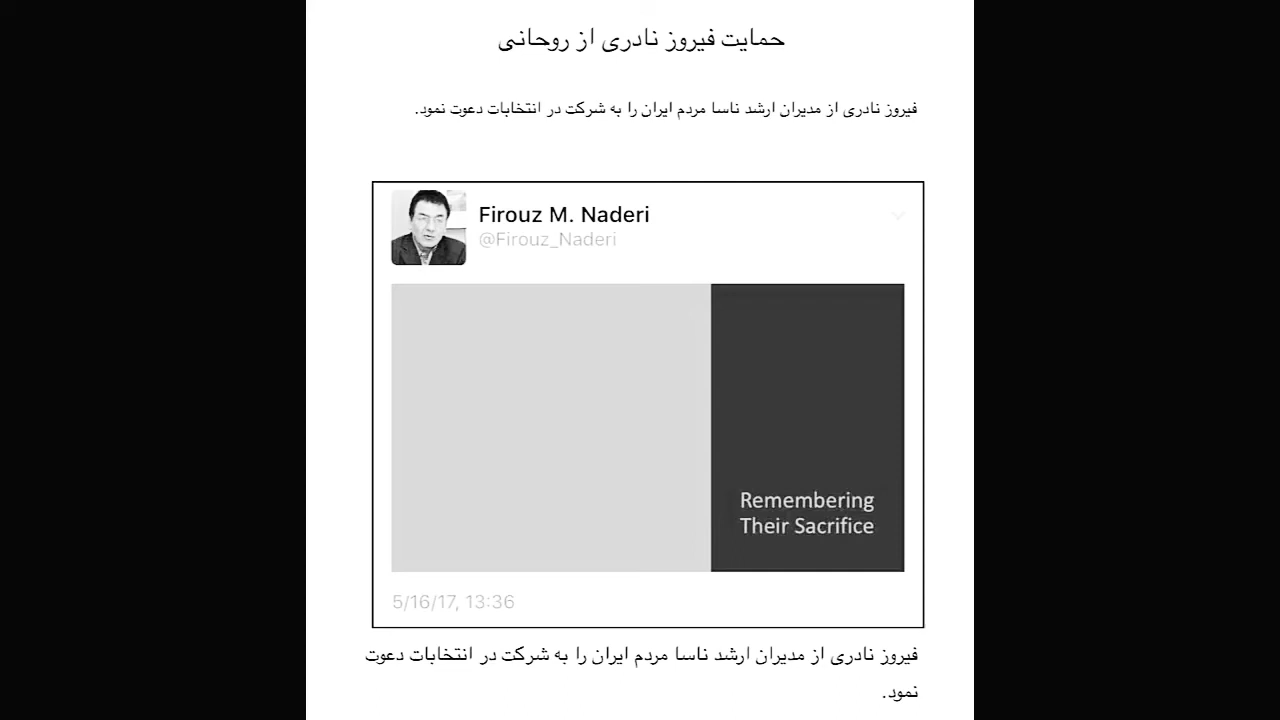 حمایت فیروز نادری از روحانی
فیروز نادری از مدیران ارشد ناسا مردم ایران را به شرکت در انتخابات دعوت نمود.
Firouz M. Naderi
@Firouz_Naderi
Remembering
Their Sacrifice
5/16/17, 13:36
فیروز نادری از مدیران ارشد ناسا مردم ایران را به شرکت در انتخابات دعوت
نمود.